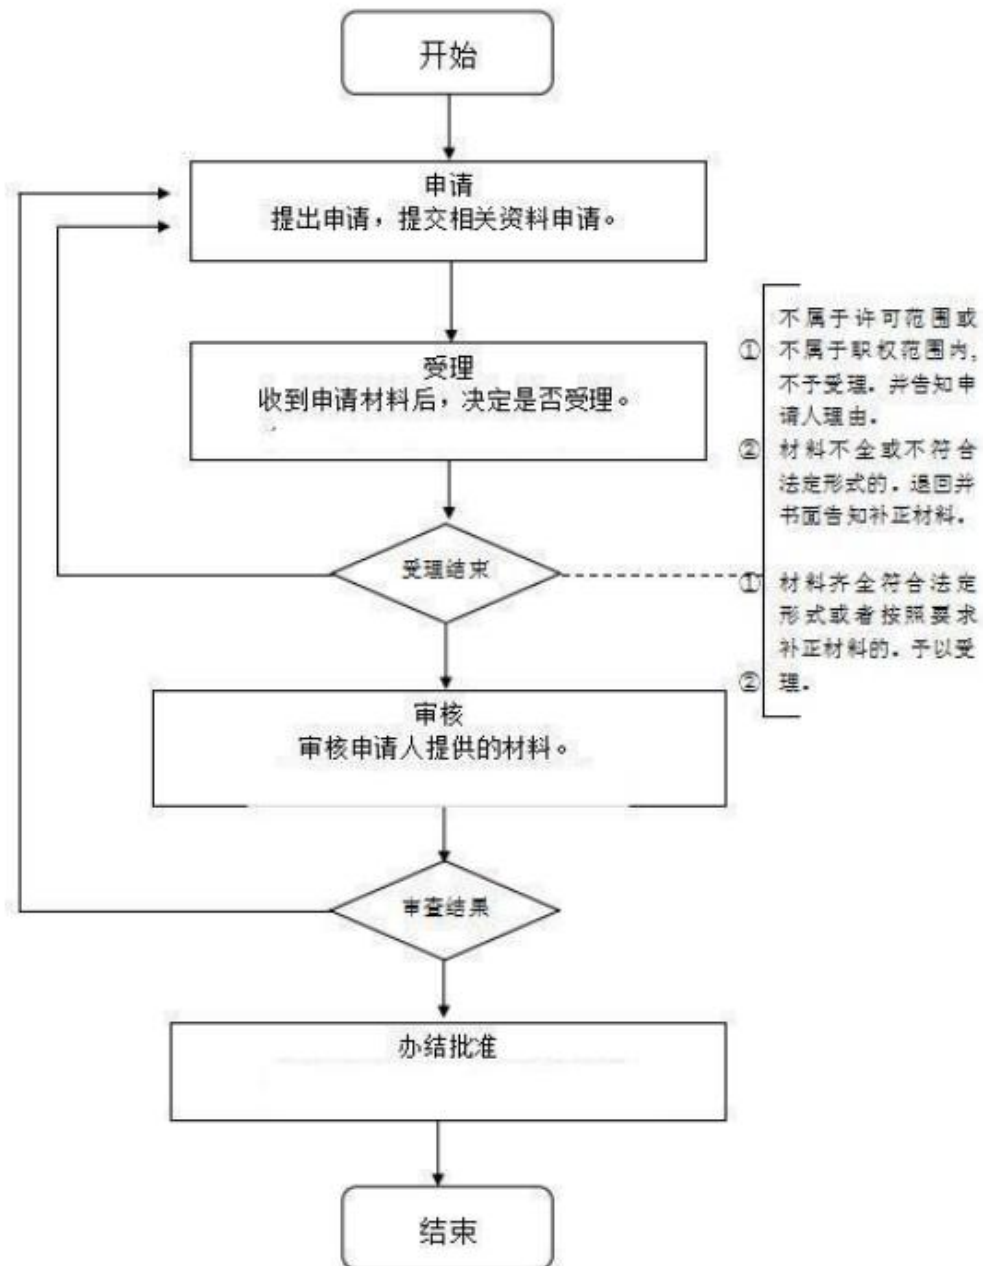 开始
申请
提出申请，提交相关资料申请。
受理
收到申请材料后，决定是否受理。
不属于许可范围或
① 不属于职权范围内,
不予受理. 并告知申
请人理由.
② 材料不全或不符合
法定形式的. 退回并
书面告知补正材料.
受理结束
① 材料齐全符合法定
形式或者按照要求
补正材料的. 予以受
② 理.
审核
审核申请人提供的材料。
审查结果
办结批准
结束